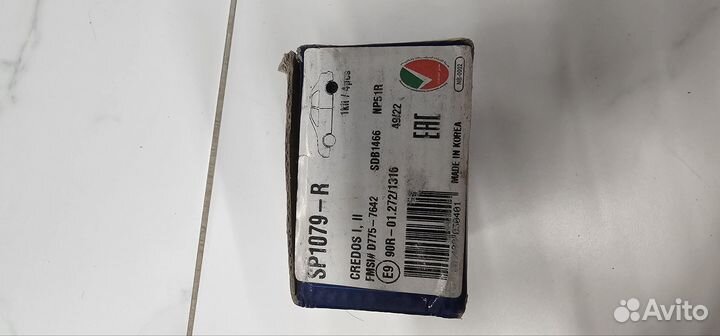 SP1079-R
CREDOS I, II
FMSI# D775-7642
E9 90R-01.272/1316
SDB1466
NP51R
49/22
1kit / 4pcs
EAC
MADE IN KOREA
Avito